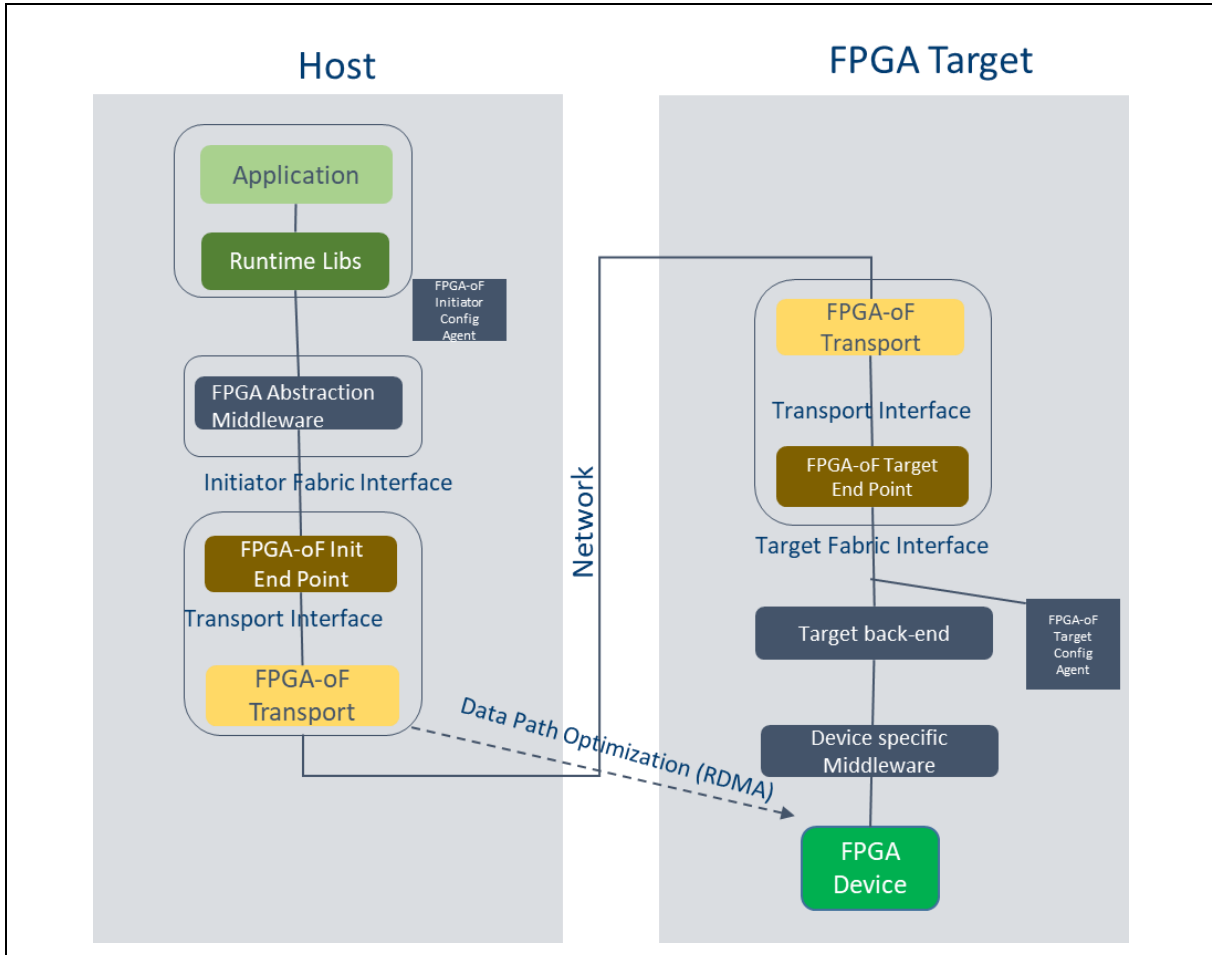 Host
FPGA Target
Application
Runtime Libs
FPGA-oF
Initiator
Config
Agent
FPGA Abstraction
Middleware
Initiator Fabric Interface
FPGA-oF Init
End Point
Transport Interface
FPGA-oF
Transport
Network
Data Path Optimization (RDMA)
FPGA-oF
Transport
Transport Interface
FPGA-oF Target
End Point
Target Fabric Interface
Target back-end
FPGA-oF
Target
Config
Agent
Device specific
Middleware
FPGA
Device